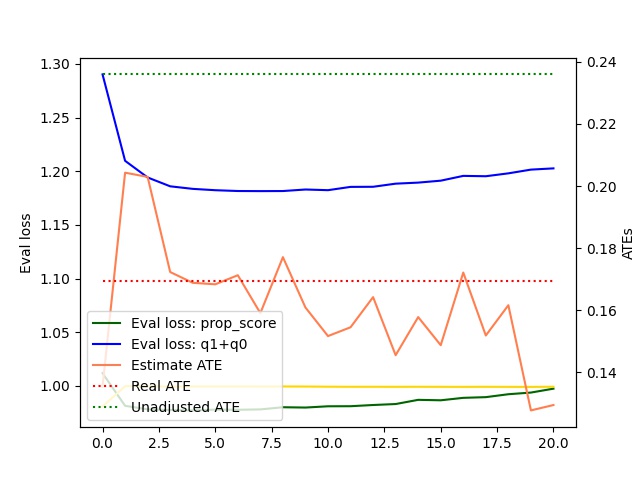 1.30
1.25
1.20
1.15
1.10
1.05
1.00
Eval loss
0.24
0.22
0.20
0.18
0.16
0.14
ATEs
Eval loss: prop_score
Eval loss: q1+q0
Estimate ATE
Real ATE
Unadjusted ATE
0.0 2.5 5.0 7.5 10.0 12.5 15.0 17.5 20.0